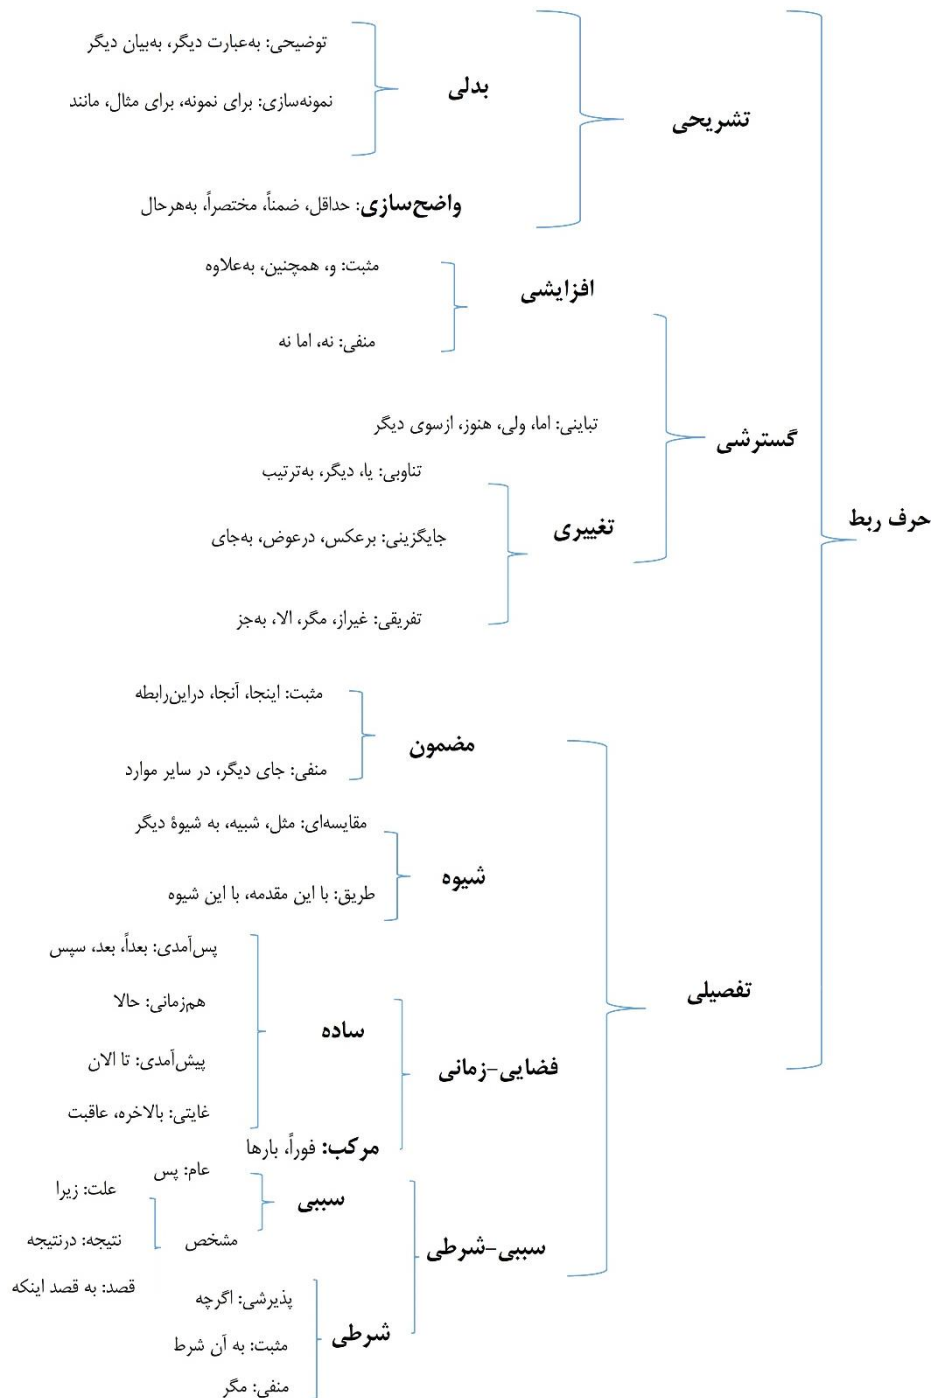 حرف ربط
تشریحی
بدلی
توضیحی: به‌عبارت دیگر، به‌بیان دیگر
نمونه‌سازی: برای نمونه، برای مثال، مانند
واضح‌سازی: حداقل، ضمناً، مختصراً، به‌هرحال
گسترشی
افزایشی
مثبت: و، همچنین، به‌علاوه
منفی: نه، اما نه
تباینی: اما، ولی، هنوز، ازسوی دیگر
تغییری
تناوبی: یا، دیگر، به‌ترتیب
جایگزینی: برعکس، درعوض، به‌جای
تفریقی: غیراز، مگر، الا، به‌جز
تفصیلی
مضمون
مثبت: اینجا، آنجا، دراین‌رابطه
منفی: جای دیگر، در سایر موارد
شیوه
مقایسه‌ای: مثل، شبیه، به شیوهٔ دیگر
طریق: با این مقدمه، با این شیوه
فضایی-زمانی
ساده
پس‌آمدی: بعداً، بعد، سپس
هم‌زمانی: حالا
پیش‌آمدی: تا الان
غایتی: بالاخره، عاقبت
مرکب: فوراً، بارها
سببی-شرطی
سببی
عام: پس
مشخص
علت: زیرا
نتیجه: درنتیجه
قصد: به قصد اینکه
شرطی
پذیرشی: اگرچه
مثبت: به آن شرط
منفی: مگر